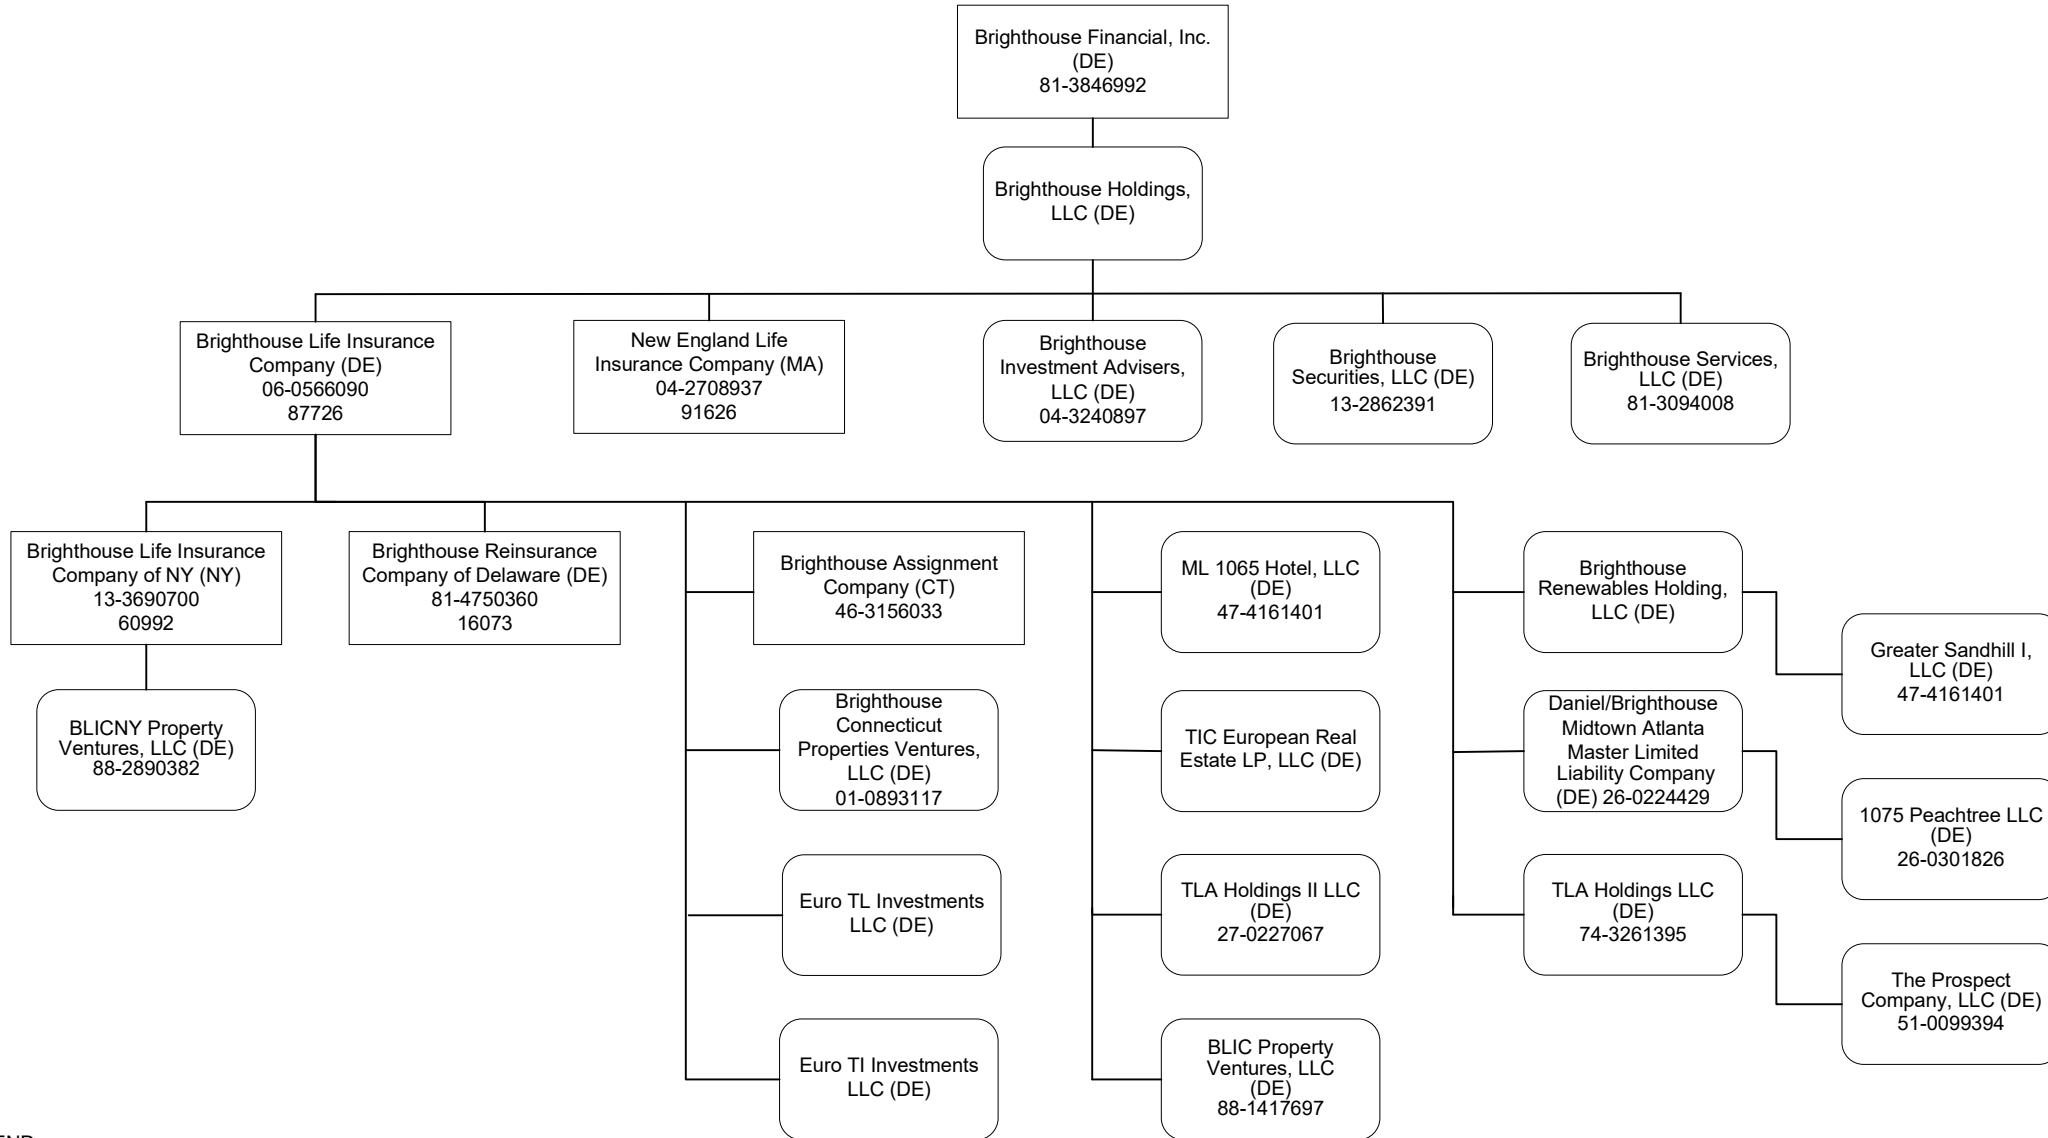 Brighthouse Financial, Inc.
(DE)
81-3846992
Brighthouse Holdings,
LLC (DE)
Brighthouse Life Insurance
Company (DE)
06-0566090
87726
New England Life
Insurance Company (MA)
04-2708937
91626
Brighthouse
Investment Advisers,
LLC (DE)
04-3240897
Brighthouse
Securities, LLC (DE)
13-2862391
Brighthouse Services,
LLC (DE)
81-3094008
Brighthouse Life Insurance
Company of NY (NY)
13-3690700
60992
Brighthouse Reinsurance
Company of Delaware (DE)
81-4750360
16073
Brighthouse Assignment
Company (CT)
46-3156033
ML 1065 Hotel, LLC
(DE)
47-4161401
Brighthouse
Renewables Holding,
LLC (DE)
Greater Sandhill I,
LLC (DE)
47-4161401
BLICNY Property
Ventures, LLC (DE)
88-2890382
Brighthouse
Connecticut
Properties Ventures,
LLC (DE)
01-0893117
TIC European Real
Estate LP, LLC (DE)
Daniel/Brighthouse
Midtown Atlanta
Master Limited
Liability Company
(DE) 26-0224429
1075 Peachtree LLC
(DE)
26-0301826
Euro TL Investments
LLC (DE)
TLA Holdings II LLC
(DE)
27-0227067
TLA Holdings LLC
(DE)
74-3261395
The Prospect
Company, LLC (DE)
51-0099394
Euro TI Investments
LLC (DE)
BLIC Property
Ventures, LLC
(DE)
88-1417697